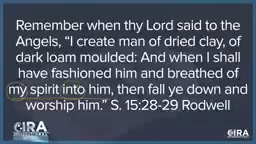 Remember when thy Lord said to the
Angels, “I create man of dried clay, of
dark loam moulded: And when I shall
have fashioned him and breathed of
my spirit into him, then fall ye down and
worship him.” S. 15:28-29 Rodwell
CIRA
CIRA